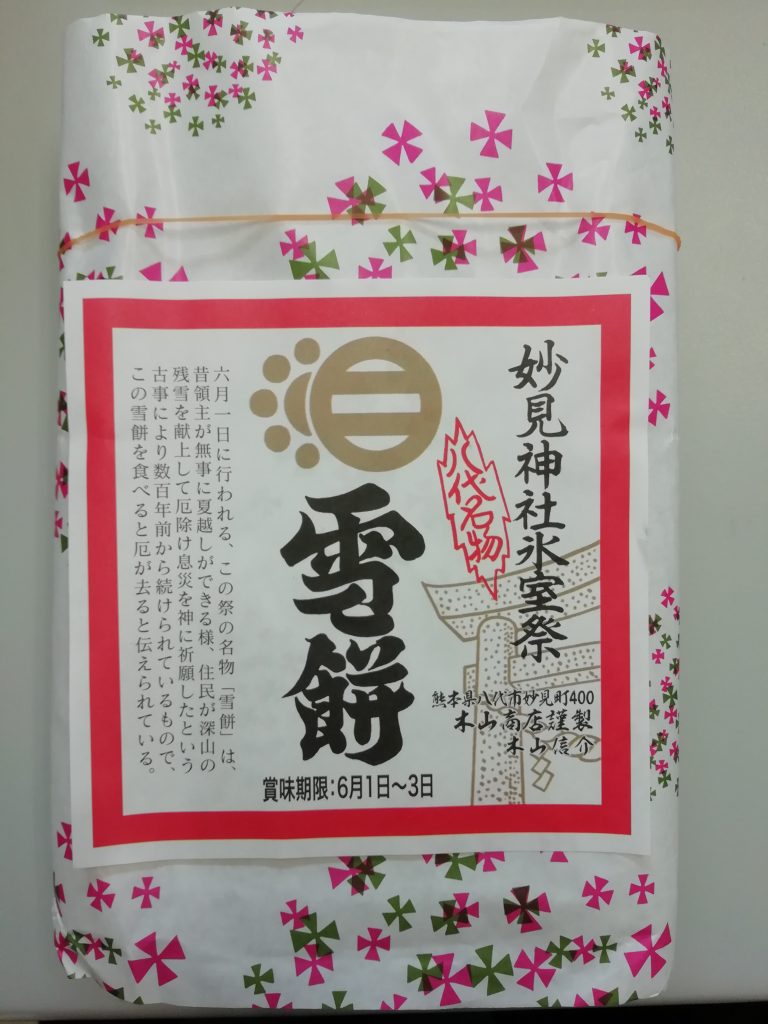 妙見神社氷室祭
八代名物
雪餅
六月一日に行われる、この祭の名物「雪餅」は、
昔領主が無事に夏越しができる様、住民が深山の
残雪を献上して厄除け息災を神に祈願したという
古事により数百年前から続けられているもので、
この雪餅を食べると厄が去ると伝えられている。
熊本県八代市妙見町400
木山商店謹製
木山信介
賞味期限:6月1日~3日